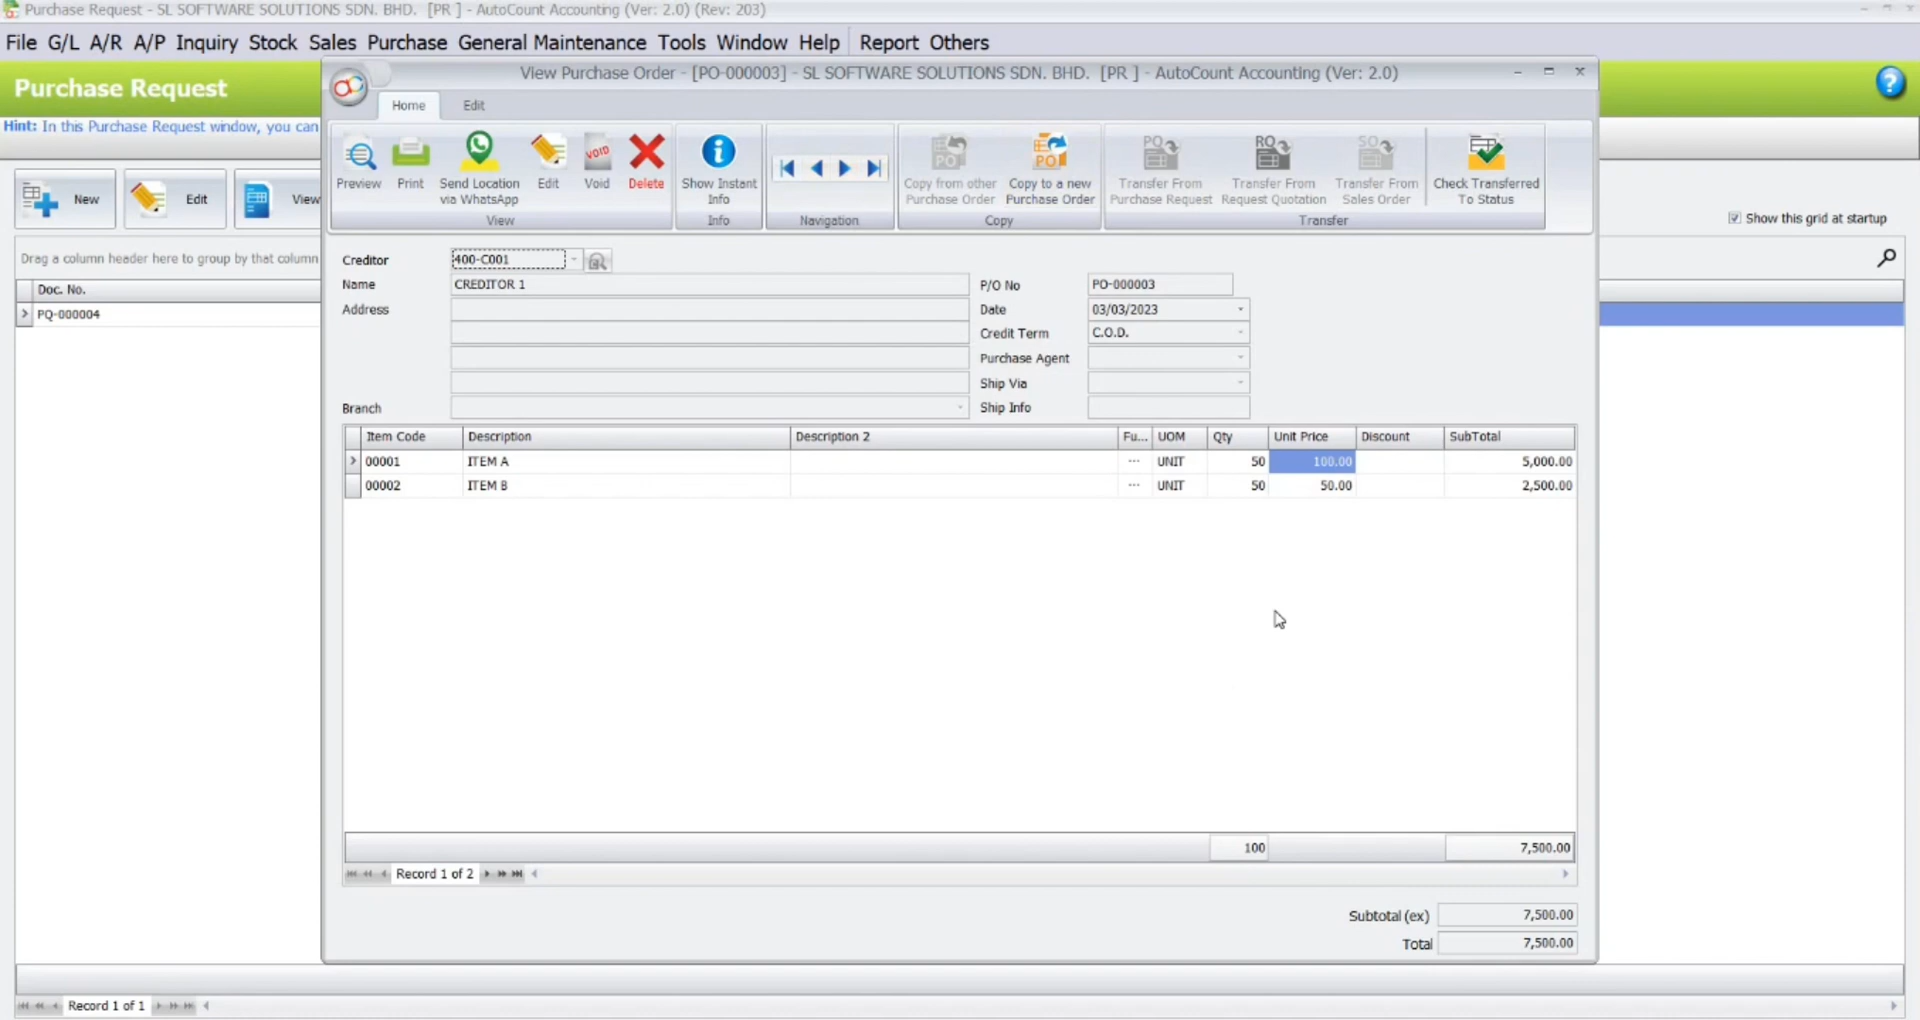 Purchase Request - SL SOFTWARE SOLUTIONS SDN. BHD. [PR ] - AutoCount Accounting (Ver: 2.0) (Rev: 203)
File G/L A/R A/P Inquiry Stock Sales Purchase General Maintenance Tools Window Help Report Others
Purchase Request
Hint: In this Purchase Request window, you can
New Edit View
Show this grid at startup
Drag a column header here to group by that column
Doc. No.
PQ-000004
View Purchase Order - [PO-000003] - SL SOFTWARE SOLUTIONS SDN. BHD. [PR ] - AutoCount Accounting (Ver: 2.0)
Home Edit
Preview Print Send Location via WhatsApp Edit Void Delete
View
Show Instant Info
Info
Navigation
Copy from other Purchase Order Copy to a new Purchase Order
Copy
Transfer From Purchase Request Transfer From Request Quotation Transfer From Sales Order Check Transferred To Status
Transfer
VOID
PO PO PO RO SO
Creditor 400-C001
Name CREDITOR 1
Address
Branch
P/O No PO-000003
Date 03/03/2023
Credit Term C.O.D.
Purchase Agent
Ship Via
Ship Info
Item Code Description Description 2 Fu... UOM Qty Unit Price Discount SubTotal
00001 ITEM A ... UNIT 50 100.00 5,000.00
00002 ITEM B ... UNIT 50 50.00 2,500.00
100 7,500.00
Record 1 of 2
Subtotal (ex) 7,500.00
Total 7,500.00
Record 1 of 1